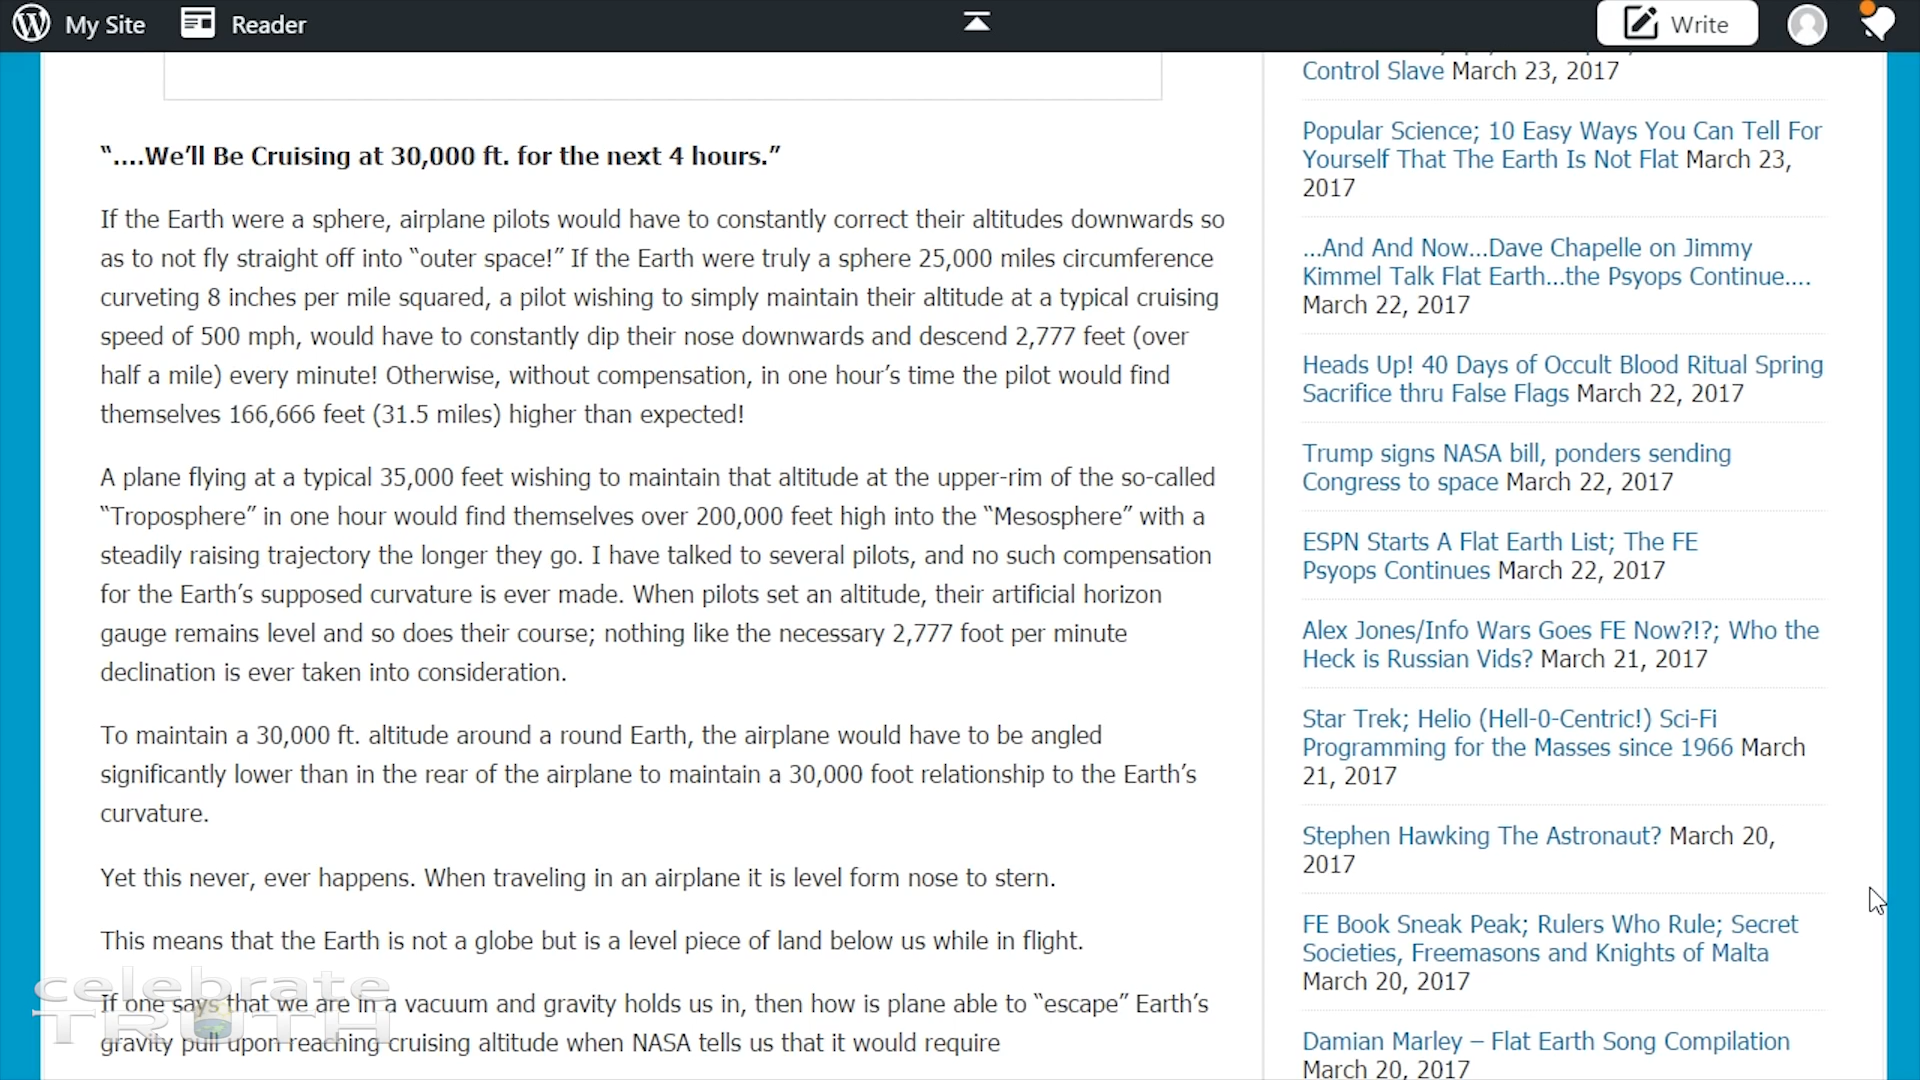 My Site
Reader
Write
“....We’ll Be Cruising at 30,000 ft. for the next 4 hours.”
If the Earth were a sphere, airplane pilots would have to constantly correct their altitudes downwards so
as to not fly straight off into “outer space!” If the Earth were truly a sphere 25,000 miles circumference
curveting 8 inches per mile squared, a pilot wishing to simply maintain their altitude at a typical cruising
speed of 500 mph, would have to constantly dip their nose downwards and descend 2,777 feet (over
half a mile) every minute! Otherwise, without compensation, in one hour’s time the pilot would find
themselves 166,666 feet (31.5 miles) higher than expected!
A plane flying at a typical 35,000 feet wishing to maintain that altitude at the upper-rim of the so-called
“Troposphere” in one hour would find themselves over 200,000 feet high into the “Mesosphere” with a
steadily raising trajectory the longer they go. I have talked to several pilots, and no such compensation
for the Earth’s supposed curvature is ever made. When pilots set an altitude, their artificial horizon
gauge remains level and so does their course; nothing like the necessary 2,777 foot per minute
declination is ever taken into consideration.
To maintain a 30,000 ft. altitude around a round Earth, the airplane would have to be angled
significantly lower than in the rear of the airplane to maintain a 30,000 foot relationship to the Earth’s
curvature.
Yet this never, ever happens. When traveling in an airplane it is level form nose to stern.
This means that the Earth is not a globe but is a level piece of land below us while in flight.
If one says that we are in a vacuum and gravity holds us in, then how is plane able to “escape” Earth’s
gravity pull upon reaching cruising altitude when NASA tells us that it would require
celebrate
TRUTH
Control Slave March 23, 2017
Popular Science; 10 Easy Ways You Can Tell For
Yourself That The Earth Is Not Flat March 23,
2017
...And And Now...Dave Chapelle on Jimmy
Kimmel Talk Flat Earth...the Psyops Continue....
March 22, 2017
Heads Up! 40 Days of Occult Blood Ritual Spring
Sacrifice thru False Flags March 22, 2017
Trump signs NASA bill, ponders sending
Congress to space March 22, 2017
ESPN Starts A Flat Earth List; The FE
Psyops Continues March 22, 2017
Alex Jones/Info Wars Goes FE Now?!?; Who the
Heck is Russian Vids? March 21, 2017
Star Trek; Helio (Hell-0-Centric!) Sci-Fi
Programming for the Masses since 1966 March
21, 2017
Stephen Hawking The Astronaut? March 20,
2017
FE Book Sneak Peak; Rulers Who Rule; Secret
Societies, Freemasons and Knights of Malta
March 20, 2017
Damian Marley – Flat Earth Song Compilation
March 20, 2017